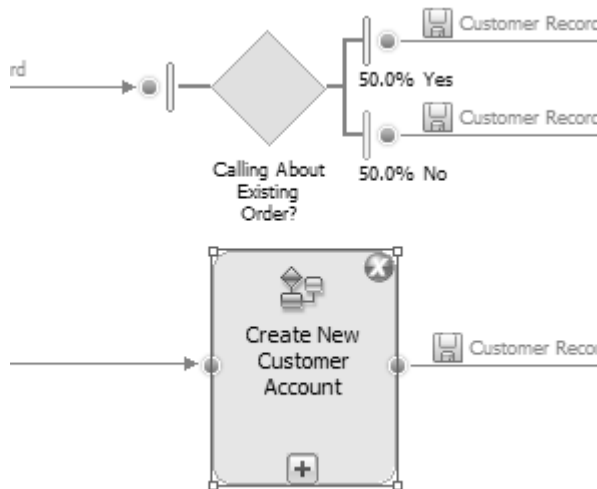 Customer Record
rd
50.0% Yes
Customer Record
Calling About
Existing
Order?
50.0% No
Create New
Customer
Account
Customer Recor